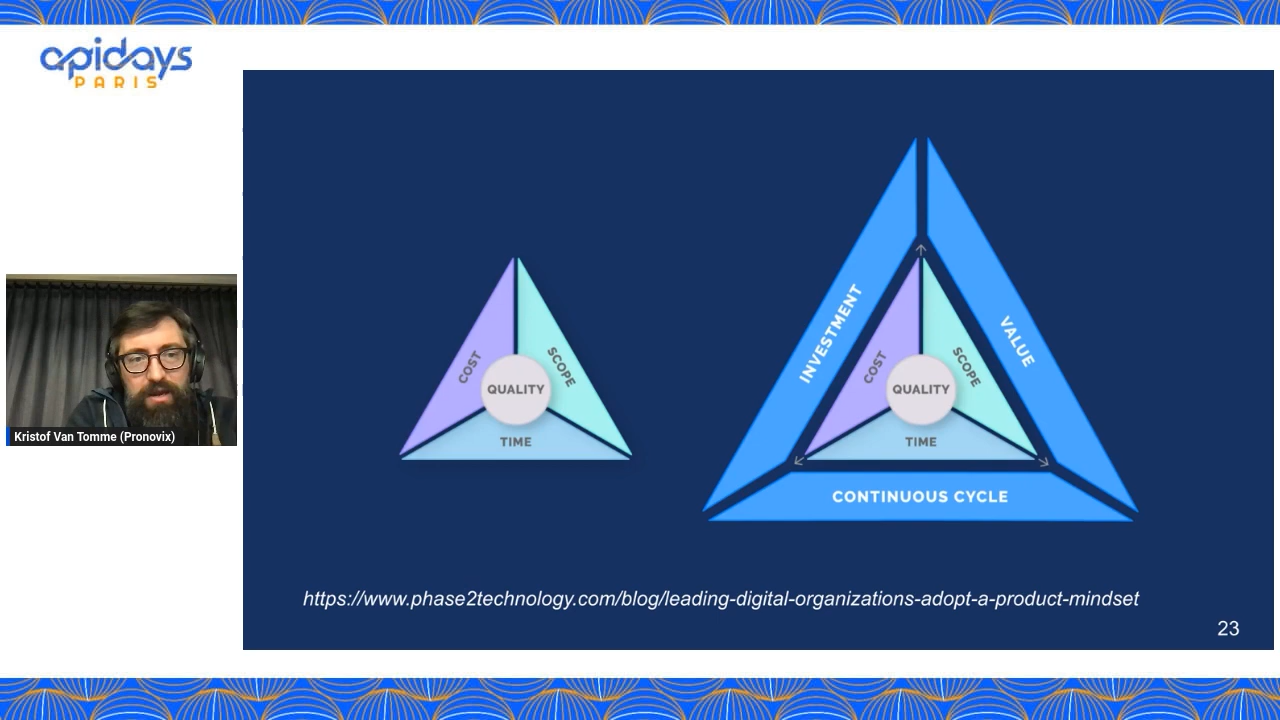 apidays
PARIS
Kristof Van Tomme (Pronovix)
COST
SCOPE
QUALITY
TIME
INVESTMENT
VALUE
COST
SCOPE
QUALITY
TIME
CONTINUOUS CYCLE
https://www.phase2technology.com/blog/leading-digital-organizations-adopt-a-product-mindset
23